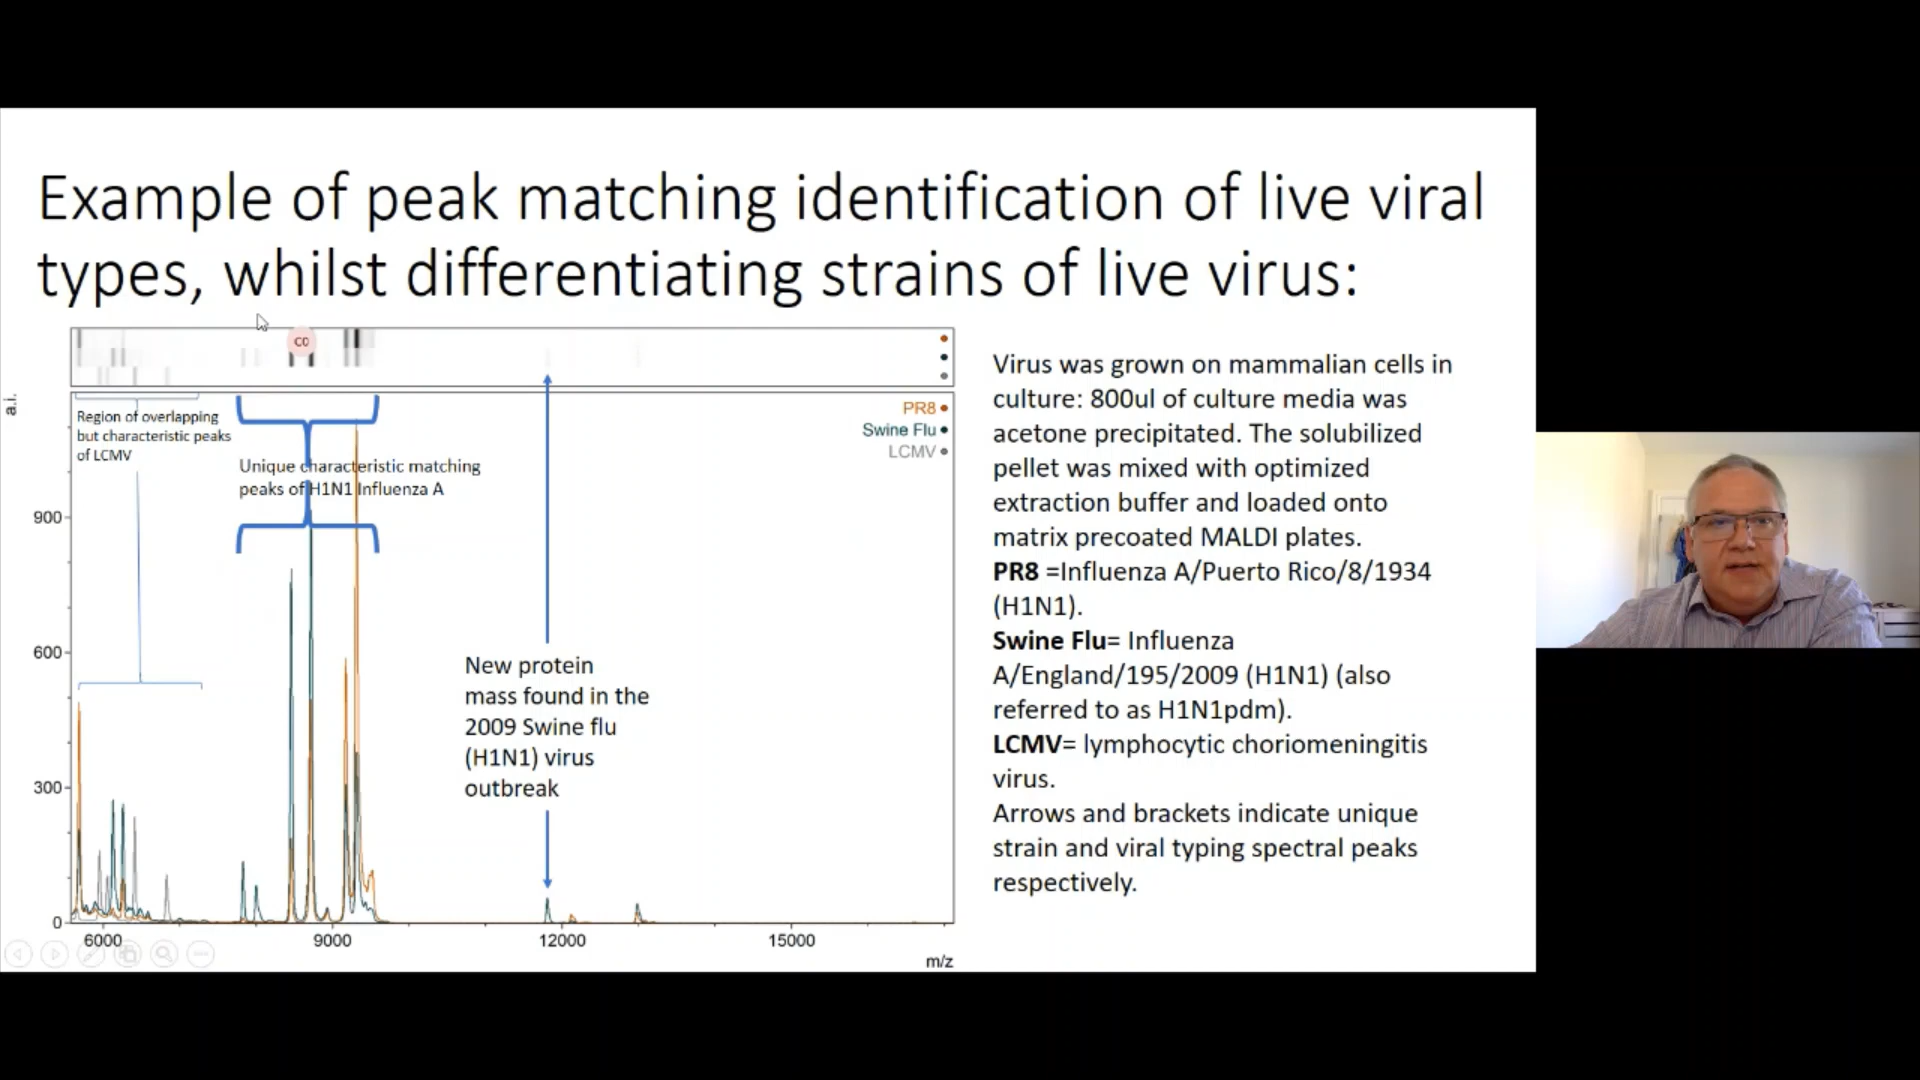 Example of peak matching identification of live viral
types, whilst differentiating strains of live virus:
CO
a.i.
Region of overlapping
but characteristic peaks
of LCMV
Unique characteristic matching
peaks of H1N1 Influenza A
PR8
Swine Flu
LCMV
900
600
300
0
New protein
mass found in the
2009 Swine flu
(H1N1) virus
outbreak
6000 9000 12000 15000
m/z
Virus was grown on mammalian cells in
culture: 800ul of culture media was
acetone precipitated. The solubilized
pellet was mixed with optimized
extraction buffer and loaded onto
matrix precoated MALDI plates.
PR8 =Influenza A/Puerto Rico/8/1934
(H1N1).
Swine Flu= Influenza
A/England/195/2009 (H1N1) (also
referred to as H1N1pdm).
LCMV= lymphocytic choriomeningitis
virus.
Arrows and brackets indicate unique
strain and viral typing spectral peaks
respectively.